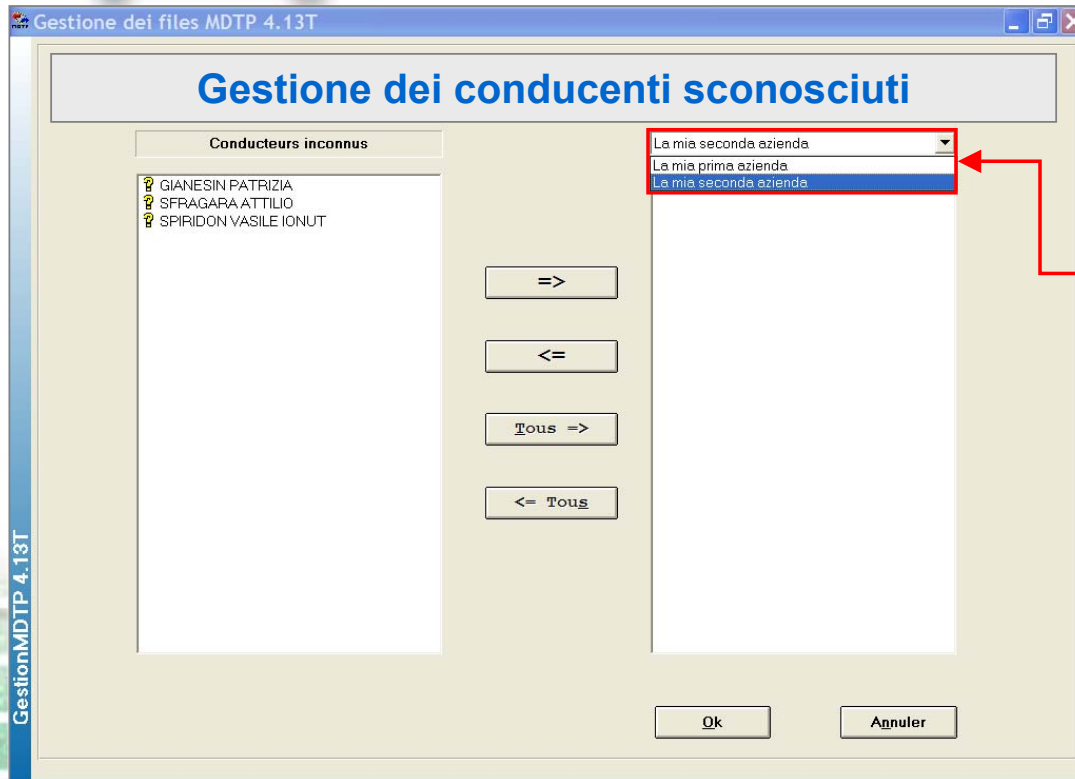 Gestione dei files MDTP 4.13T
Gestione dei conducenti sconosciuti
Conducteurs inconnus
GIANESIN PATRIZIA
SFRAGARA ATTILIO
SPIRIDON VASILE IONUT
=>
<=
Tous =>
<= Tous
La mia seconda azienda
La mia prima azienda
La mia seconda azienda
Ok
Annuler
GestionMDTP 4.13T